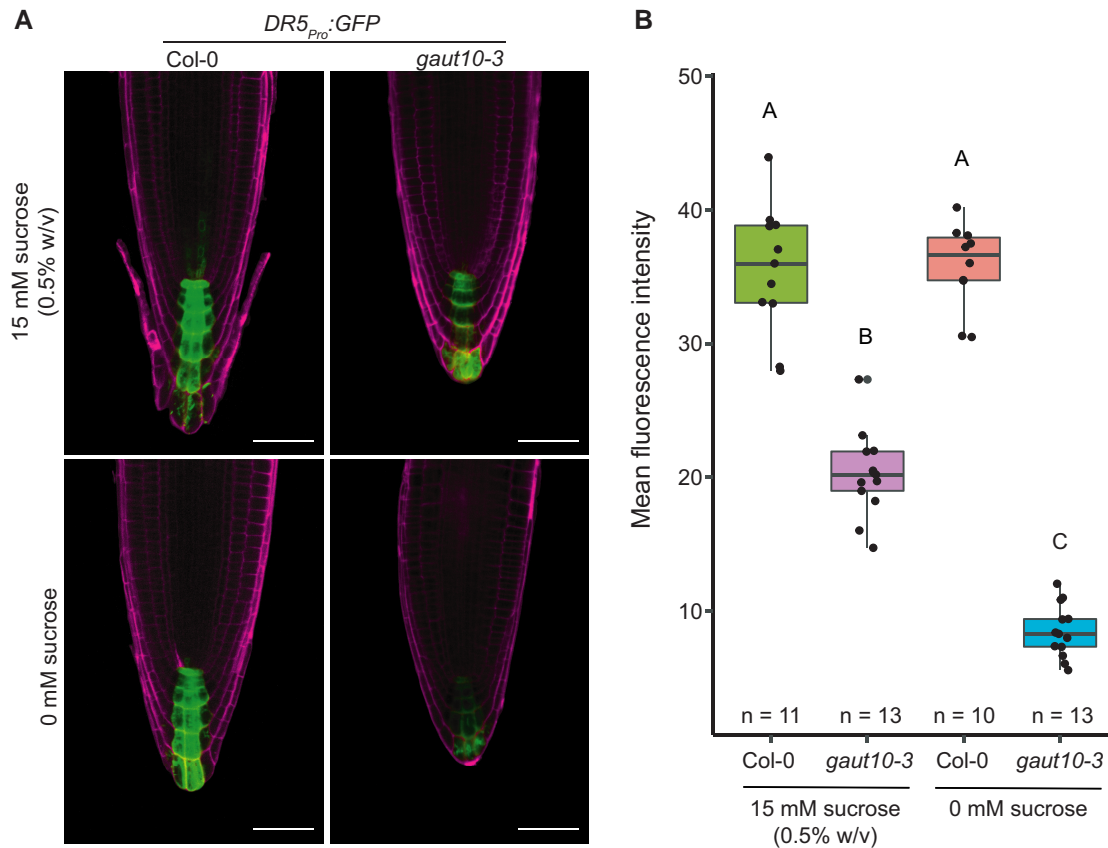 A
DR5Pro:GFP
Col-0
gaut10-3
15 mM sucrose
(0.5% w/v)
0 mM sucrose
B
Mean fluorescence intensity
50
40
30
20
10
A
B
A
C
n = 11
n = 13
n = 10
n = 13
Col-0
gaut10-3
Col-0
gaut10-3
15 mM sucrose
(0.5% w/v)
0 mM sucrose